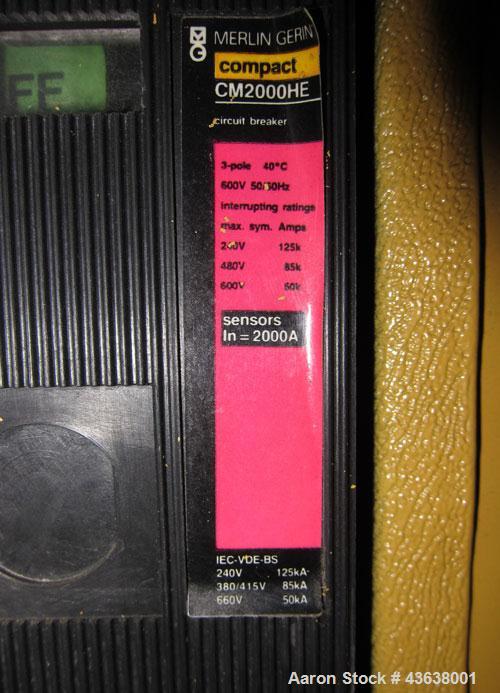 FF
MG
MERLIN GERIN
compact
CM2000HE
circuit breaker
3-pole 40°C
600V 50/60Hz
interrupting ratings
max. sym. Amps
240V 125k
480V 85k
600V 50k
sensors
In = 2000A
IEC-VDE-BS
240V 125kA
380/415V 85kA
660V 50kA
Aaron Stock # 43638001